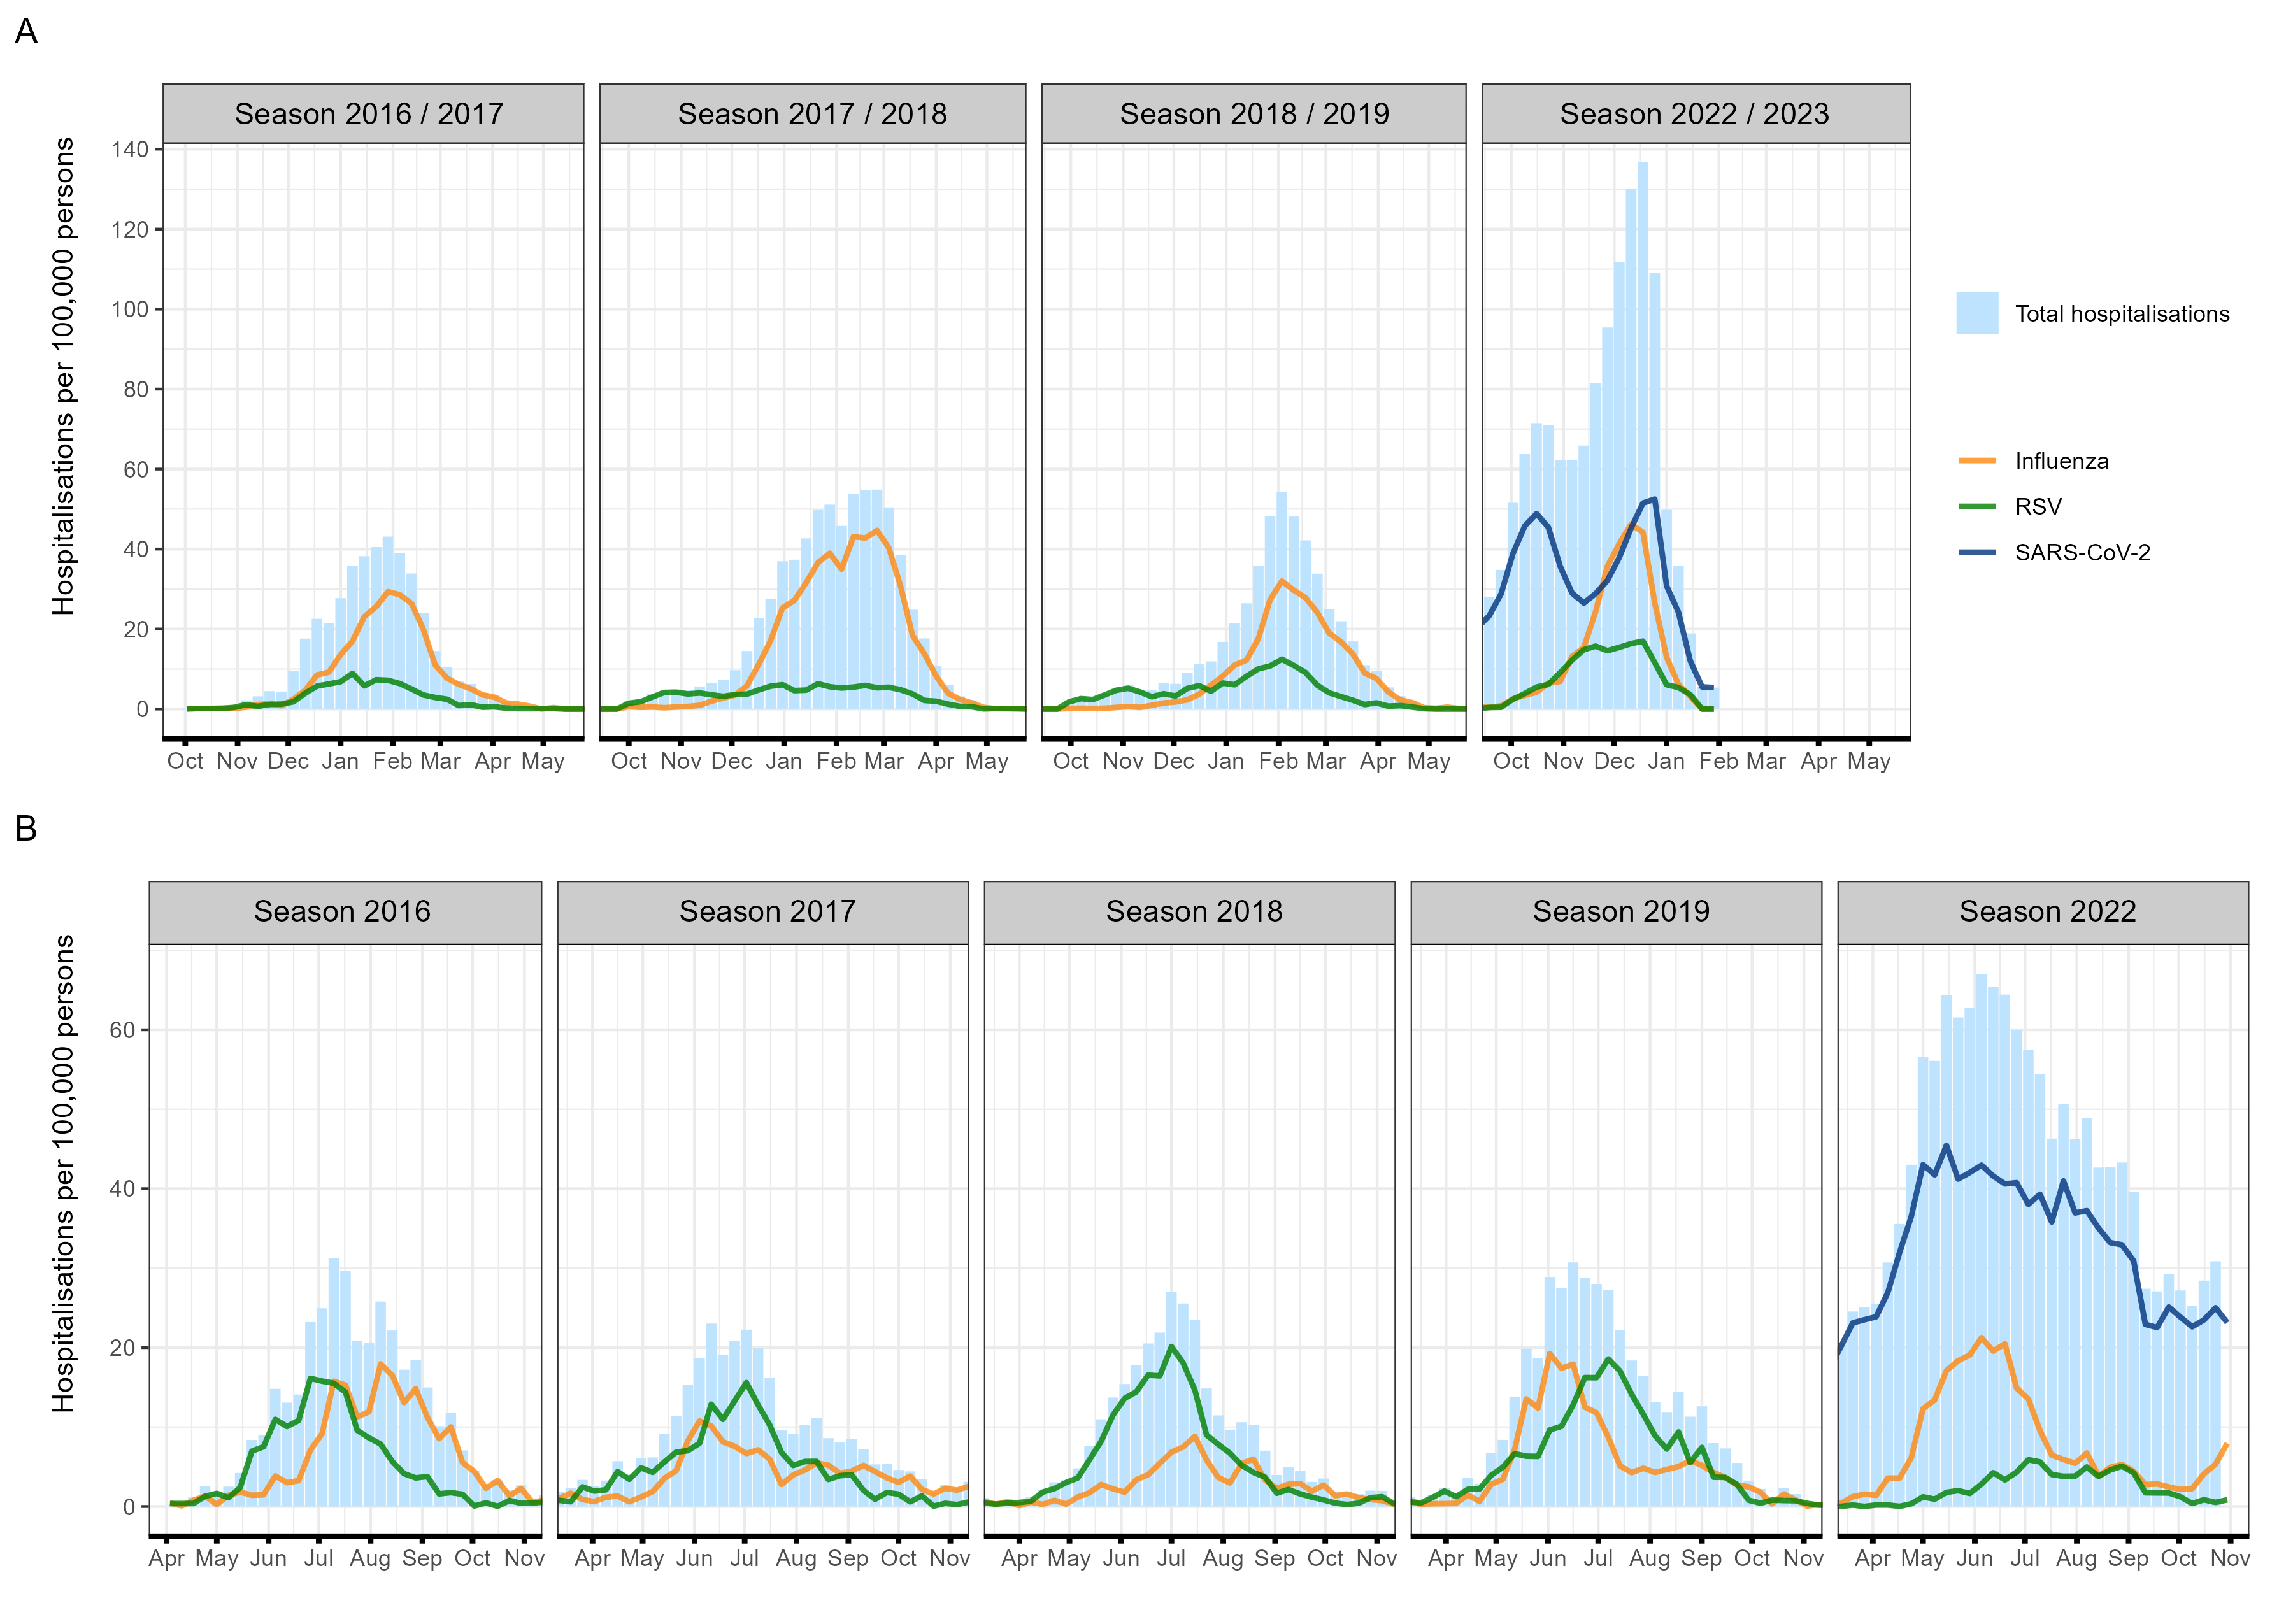 A
Season 2016 / 2017
Season 2017 / 2018
Season 2018 / 2019
Season 2022 / 2023
Hospitalisations per 100,000 persons
140
120
100
80
60
40
20
0
Oct Nov Dec Jan Feb Mar Apr May
Oct Nov Dec Jan Feb Mar Apr May
Oct Nov Dec Jan Feb Mar Apr May
Oct Nov Dec Jan Feb Mar Apr May
Total hospitalisations
Influenza
RSV
SARS-CoV-2
B
Season 2016
Season 2017
Season 2018
Season 2019
Season 2022
Hospitalisations per 100,000 persons
60
40
20
0
Apr May Jun Jul Aug Sep Oct Nov
Apr May Jun Jul Aug Sep Oct Nov
Apr May Jun Jul Aug Sep Oct Nov
Apr May Jun Jul Aug Sep Oct Nov
Apr May Jun Jul Aug Sep Oct Nov